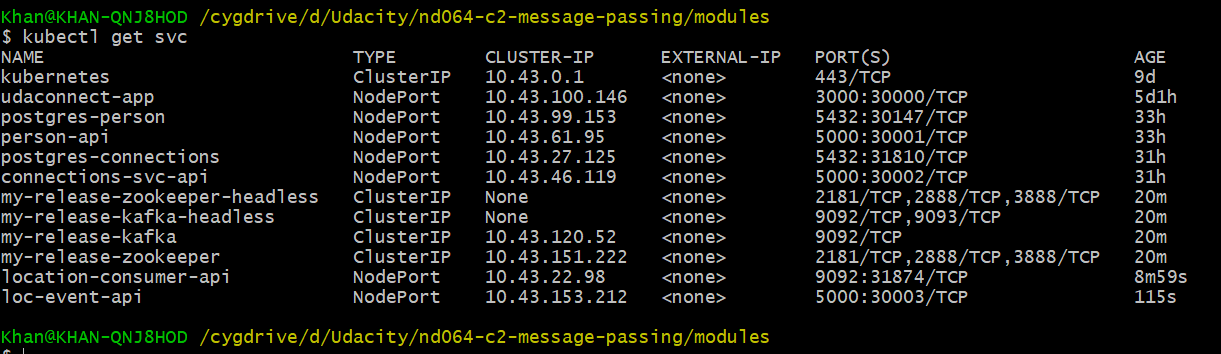 Khan@KHAN-QNJ8HOD /cygdrive/d/Udacity/nd064-c2-message-passing/modules
$ kubectl get svc
NAME TYPE CLUSTER-IP EXTERNAL-IP PORT(S) AGE
kubernetes ClusterIP 10.43.0.1 <none> 443/TCP 9d
udaconnect-app NodePort 10.43.100.146 <none> 3000:30000/TCP 5d1h
postgres-person NodePort 10.43.99.153 <none> 5432:30147/TCP 33h
person-api NodePort 10.43.61.95 <none> 5000:30001/TCP 33h
postgres-connections NodePort 10.43.27.125 <none> 5432:31810/TCP 31h
connections-svc-api NodePort 10.43.46.119 <none> 5000:30002/TCP 31h
my-release-zookeeper-headless ClusterIP None <none> 2181/TCP,2888/TCP,3888/TCP 20m
my-release-kafka-headless ClusterIP None <none> 9092/TCP,9093/TCP 20m
my-release-kafka ClusterIP 10.43.120.52 <none> 9092/TCP 20m
my-release-zookeeper ClusterIP 10.43.151.222 <none> 2181/TCP,2888/TCP,3888/TCP 20m
location-consumer-api NodePort 10.43.22.98 <none> 9092:31874/TCP 8m59s
loc-event-api NodePort 10.43.153.212 <none> 5000:30003/TCP 115s
Khan@KHAN-QNJ8HOD /cygdrive/d/Udacity/nd064-c2-message-passing/modules
$